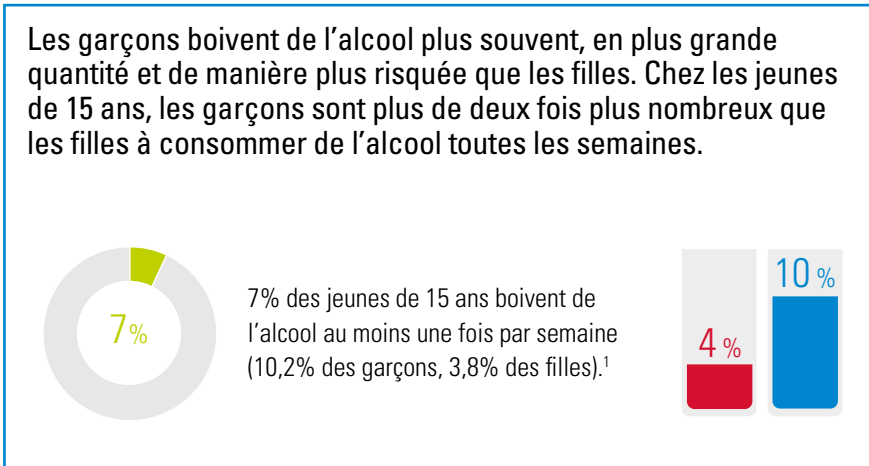 Les garçons boivent de l’alcool plus souvent, en plus grande
quantité et de manière plus risquée que les filles. Chez les jeunes
de 15 ans, les garçons sont plus de deux fois plus nombreux que
les filles à consommer de l’alcool toutes les semaines.
7%
7% des jeunes de 15 ans boivent de
l’alcool au moins une fois par semaine
(10,2% des garçons, 3,8% des filles).¹
4 %
10 %